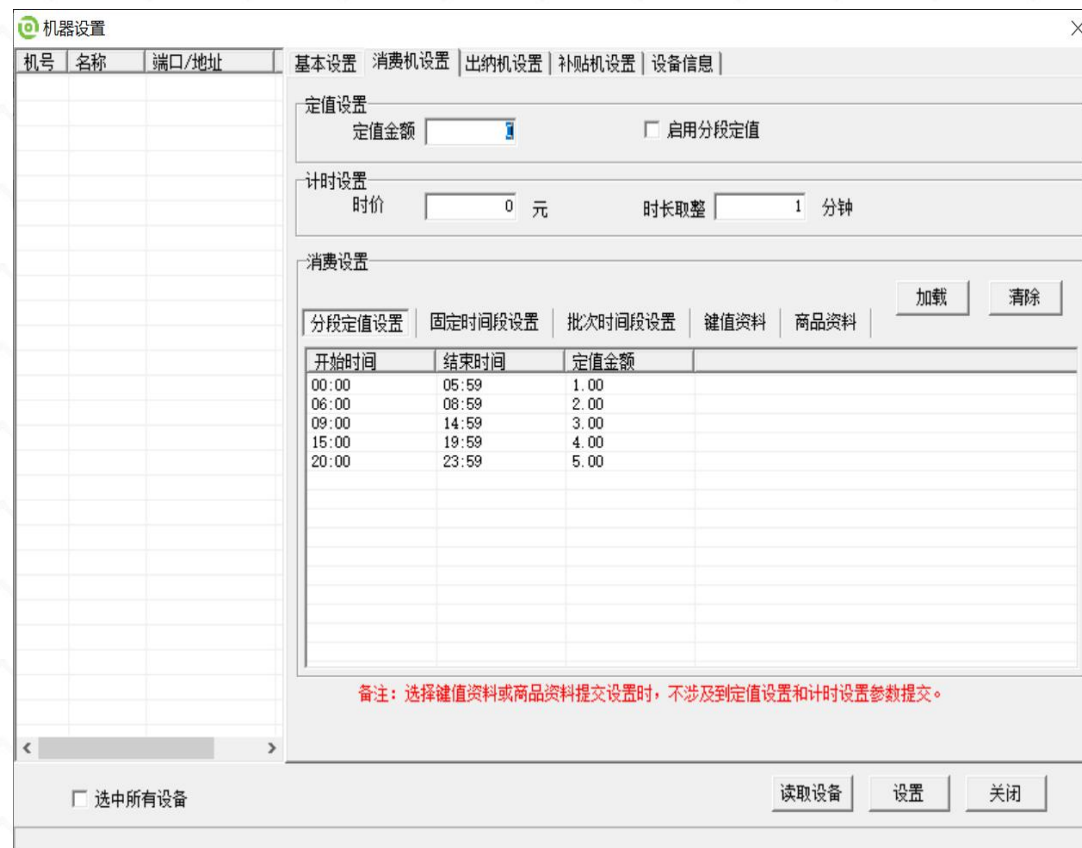 机器设置
机号 名称 端口/地址
基本设置 消费机设置 出纳机设置 补贴机设置 设备信息
定值设置
定值金额 启用分段定值
计时设置
时价 0 元 时长取整 1 分钟
消费设置
加载 清除
分段定值设置 固定时间段设置 批次时间段设置 键值资料 商品资料
开始时间 结束时间 定值金额
00:00 05:59 1.00
06:00 08:59 2.00
09:00 14:59 3.00
15:00 19:59 4.00
20:00 23:59 5.00
备注：选择键值资料或商品资料提交设置时，不涉及到定值设置和计时设置参数提交。
选中所有设备 读取设备 设置 关闭